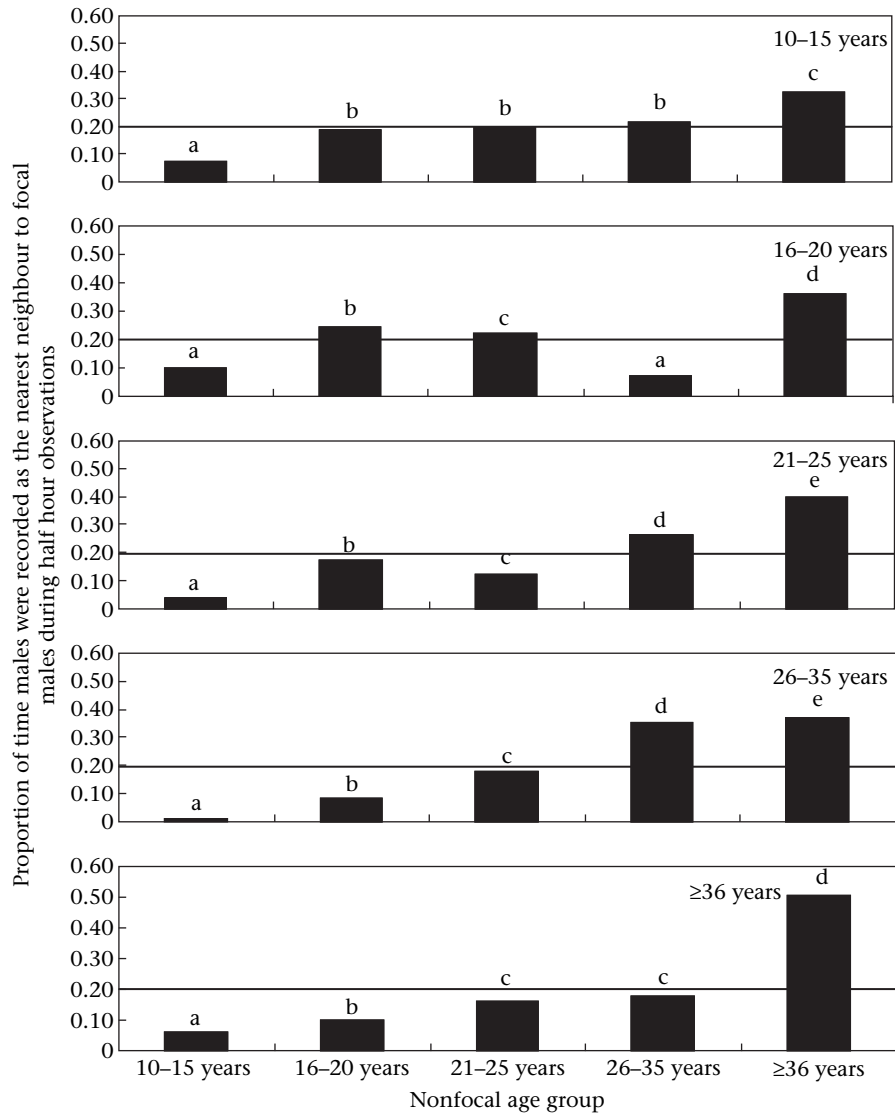 Proportion of time males were recorded as the nearest neighbour to focal
males during half hour observations
0.60
0.50
0.40
0.30
0.20
0.10
0
10–15 years
a
b
b
b
c
0.60
0.50
0.40
0.30
0.20
0.10
0
16–20 years
a
b
c
a
d
0.60
0.50
0.40
0.30
0.20
0.10
0
21–25 years
a
b
c
d
e
0.60
0.50
0.40
0.30
0.20
0.10
0
26–35 years
a
b
c
d
e
0.60
0.50
0.40
0.30
0.20
0.10
0
≥36 years
a
b
c
c
d
10–15 years 16–20 years 21–25 years 26–35 years ≥36 years
Nonfocal age group